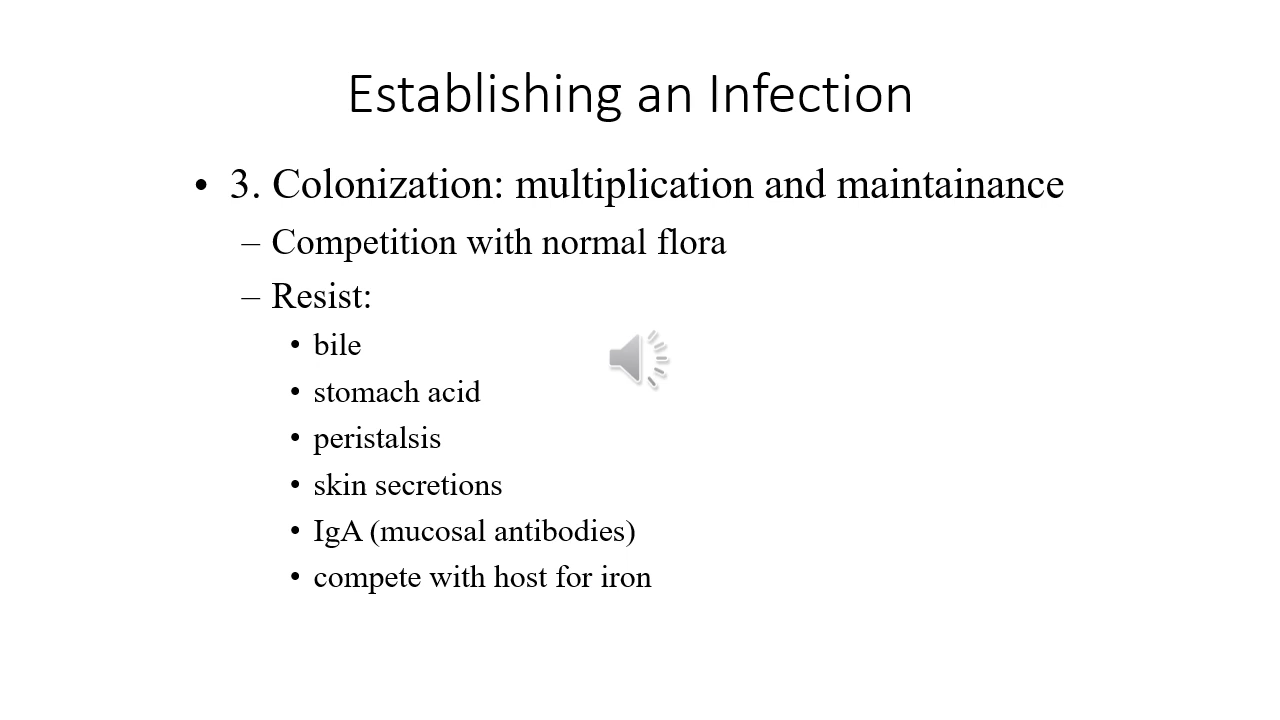 Establishing an Infection
• 3. Colonization: multiplication and maintainance
– Competition with normal flora
– Resist:
• bile
• stomach acid
• peristalsis
• skin secretions
• IgA (mucosal antibodies)
• compete with host for iron